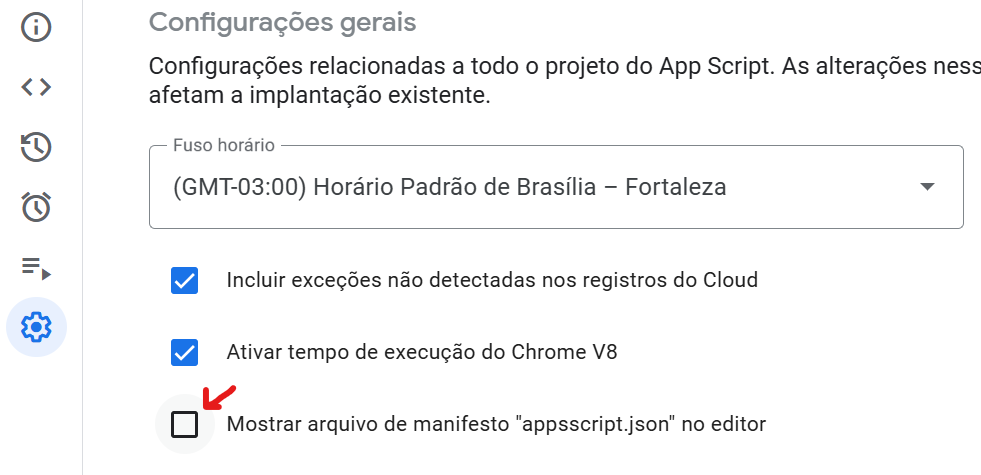 Configurações gerais
Configurações relacionadas a todo o projeto do App Script. As alterações ness
afetam a implantação existente.
Fuso horário
(GMT-03:00) Horário Padrão de Brasília – Fortaleza
Incluir exceções não detectadas nos registros do Cloud
Ativar tempo de execução do Chrome V8
Mostrar arquivo de manifesto "appsscript.json" no editor